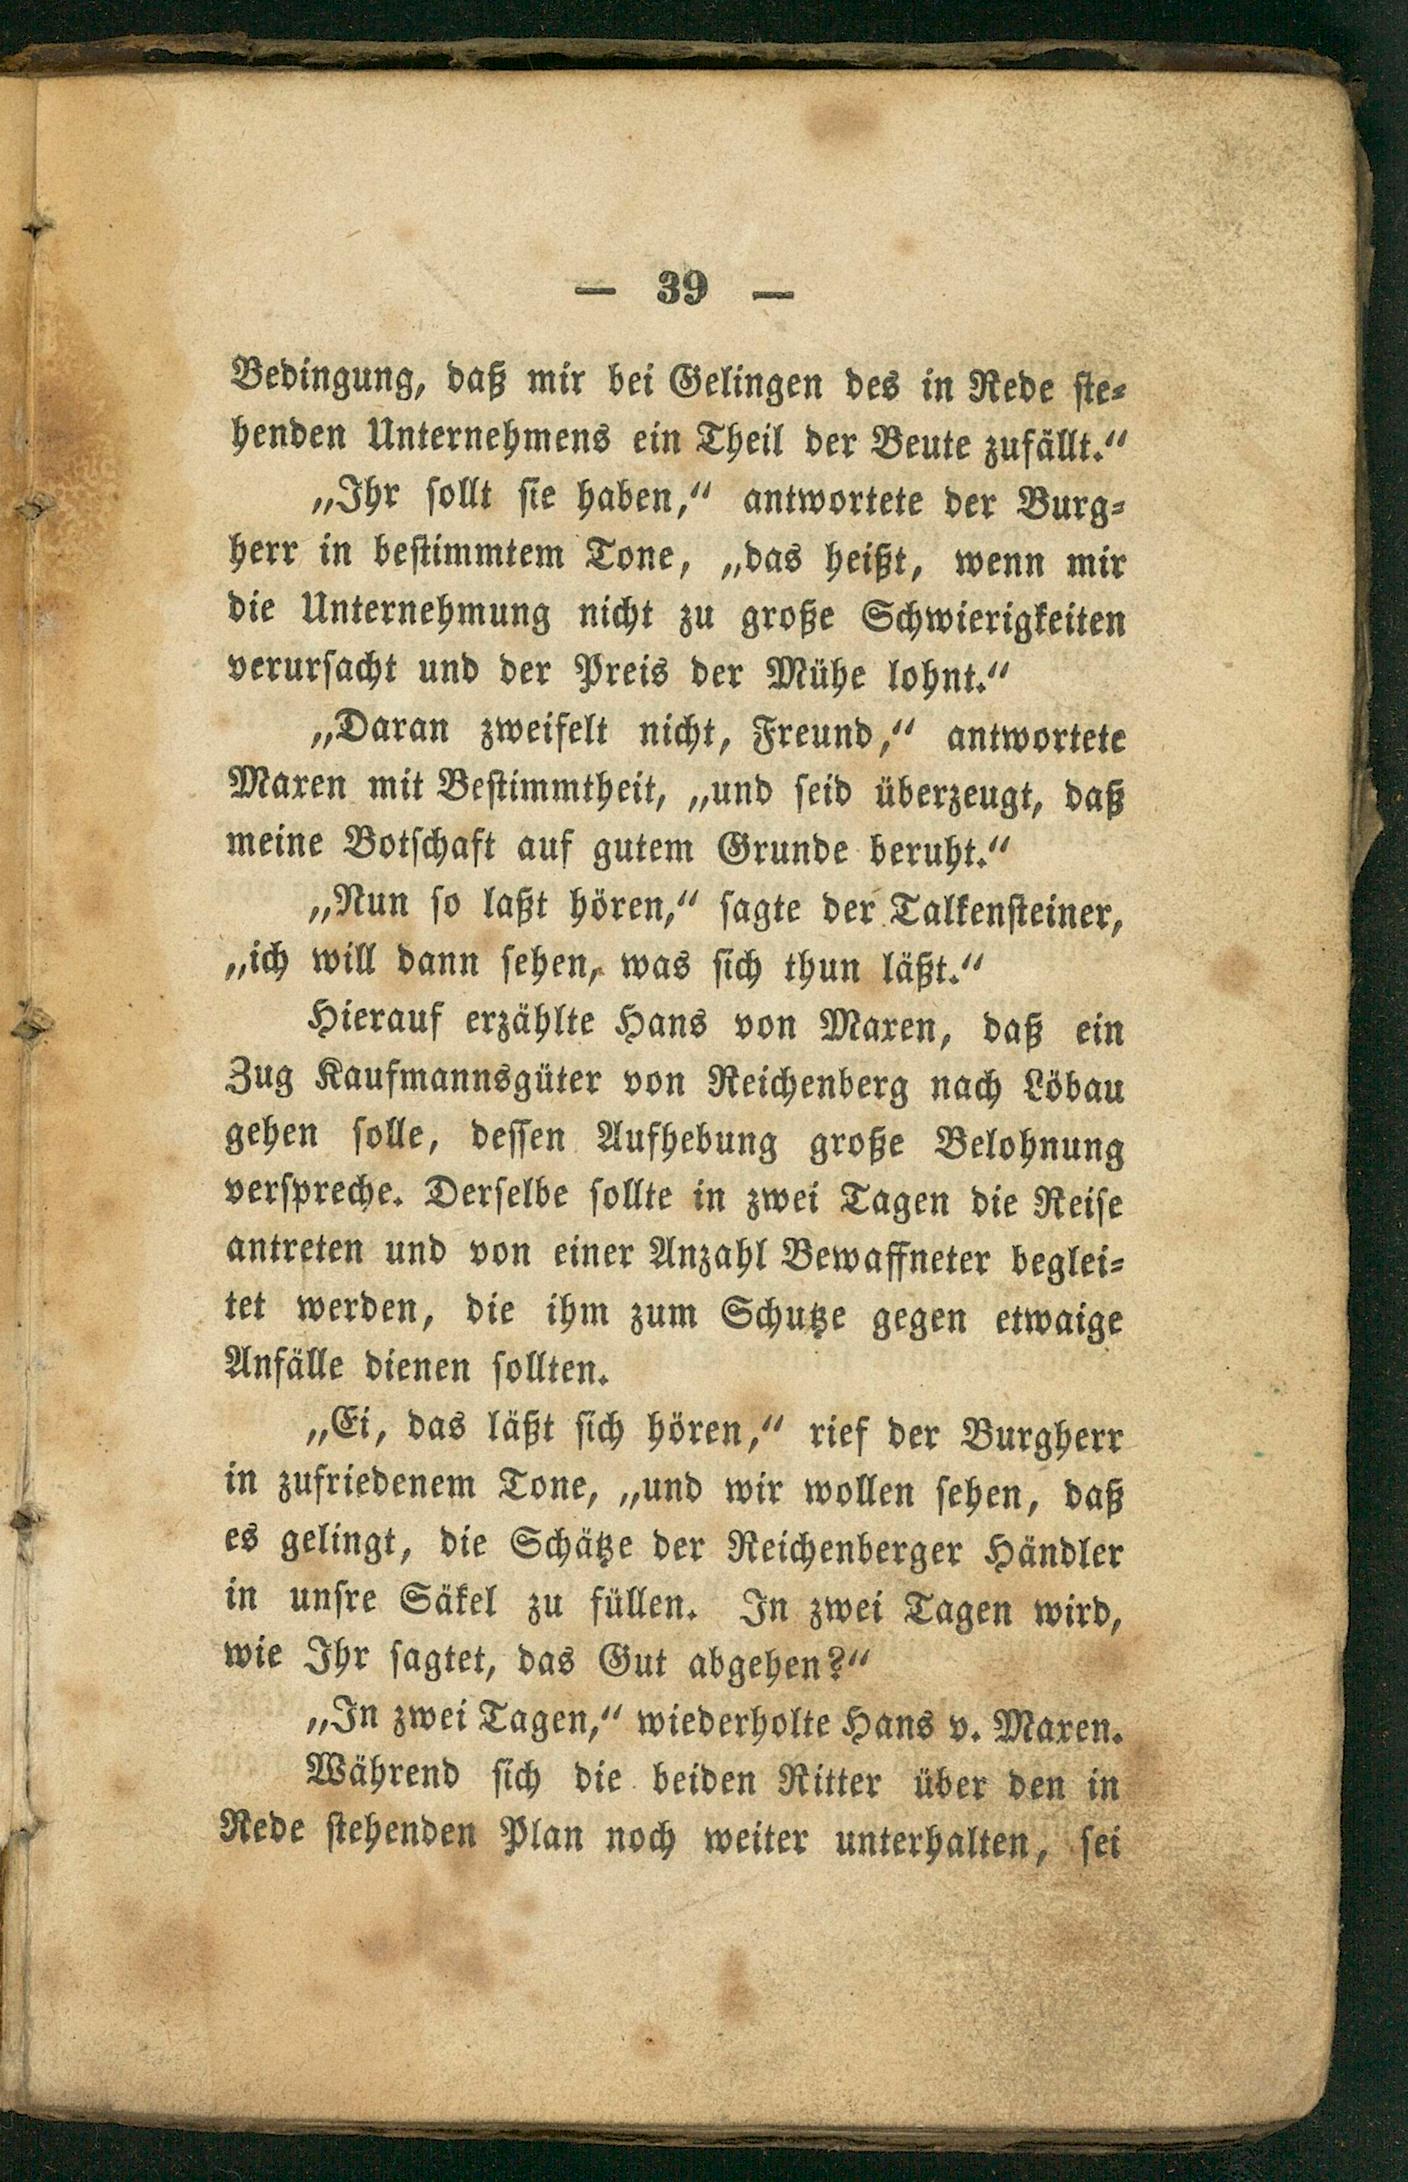 — 39 —
Bedingung, daß mir bei Gelingen des in Rede ste-
henden Unternehmens ein Theil der Beute zufällt.“
„Ihr sollt sie haben,“ antwortete der Burg-
herr in bestimmtem Tone, „das heißt, wenn mir
die Unternehmung nicht zu große Schwierigkeiten
verursacht und der Preis der Mühe lohnt.“
„Daran zweifelt nicht, Freund,“ antwortete
Maxen mit Bestimmtheit, „und seid überzeugt, daß
meine Botschaft auf gutem Grunde beruht.“
„Nun so laßt hören,“ sagte der Talkensteiner,
„ich will dann sehen, was sich thun läßt.“
Hierauf erzählte Hans von Maxen, daß ein
Zug Kaufmannsgüter von Reichenberg nach Löbau
gehen solle, dessen Aufhebung große Belohnung
verspreche. Derselbe sollte in zwei Tagen die Reise
antreten und von einer Anzahl Bewaffneter beglei-
tet werden, die ihm zum Schutze gegen etwaige
Anfälle dienen sollten.
„Ei, das läßt sich hören,“ rief der Burgherr
in zufriedenem Tone, „und wir wollen sehen, daß
es gelingt, die Schätze der Reichenberger Händler
in unsre Säkel zu füllen. In zwei Tagen wird,
wie Ihr sagtet, das Gut abgehen?“
„In zwei Tagen,“ wiederholte Hans v. Maxen.
Während sich die beiden Ritter über den in
Rede stehenden Plan noch weiter unterhalten, sei